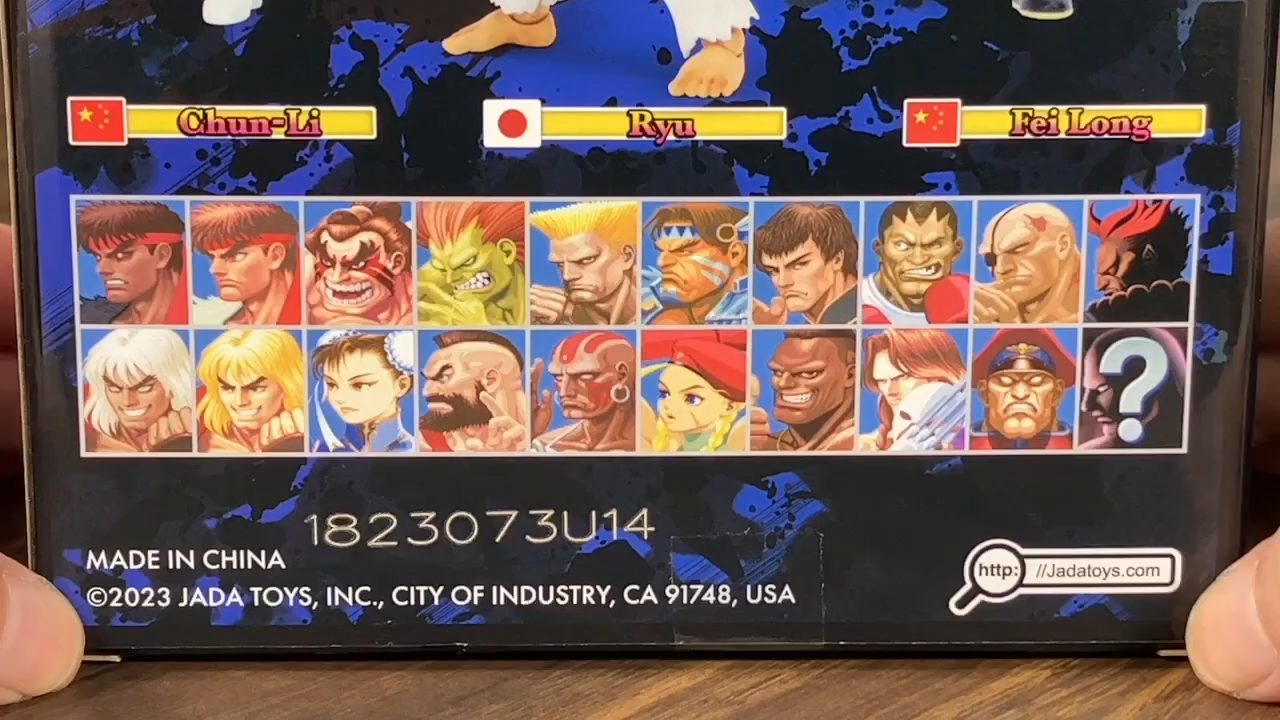 Chun-Li
Ryu
Fei Long
?
1823073U14
MADE IN CHINA
©2023 JADA TOYS, INC., CITY OF INDUSTRY, CA 91748, USA
http: //Jadatoys.com